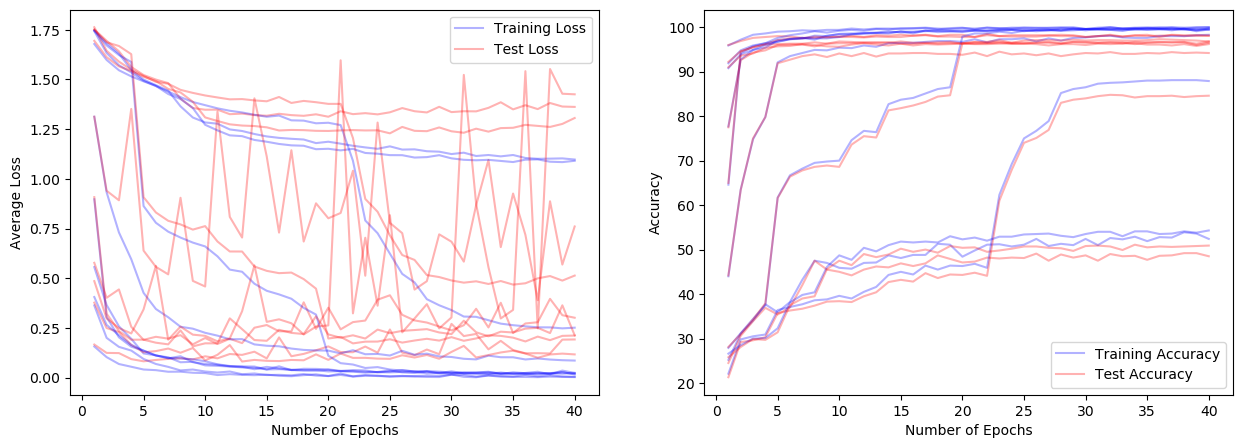 1.75
1.50
1.25
1.00
0.75
0.50
0.25
0.00
Average Loss
0 5 10 15 20 25 30 35 40
Number of Epochs
Training Loss
Test Loss
100
90
80
70
60
50
40
30
20
Accuracy
0 5 10 15 20 25 30 35 40
Number of Epochs
Training Accuracy
Test Accuracy